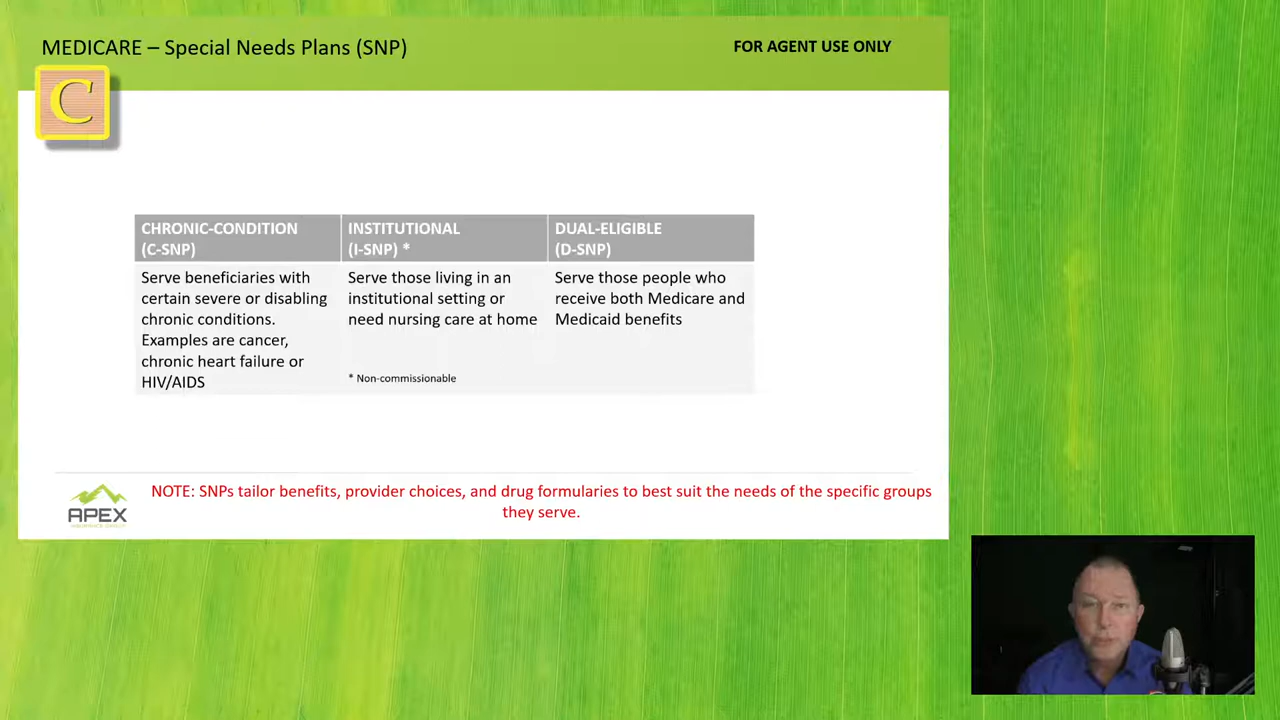 MEDICARE – Special Needs Plans (SNP)
FOR AGENT USE ONLY
C
CHRONIC-CONDITION
(C-SNP)
Serve beneficiaries with
certain severe or disabling
chronic conditions.
Examples are cancer,
chronic heart failure or
HIV/AIDS
INSTITUTIONAL
(I-SNP) *
Serve those living in an
institutional setting or
need nursing care at home
* Non-commissionable
DUAL-ELIGIBLE
(D-SNP)
Serve those people who
receive both Medicare and
Medicaid benefits
APEX
NOTE: SNPs tailor benefits, provider choices, and drug formularies to best suit the needs of the specific groups
they serve.